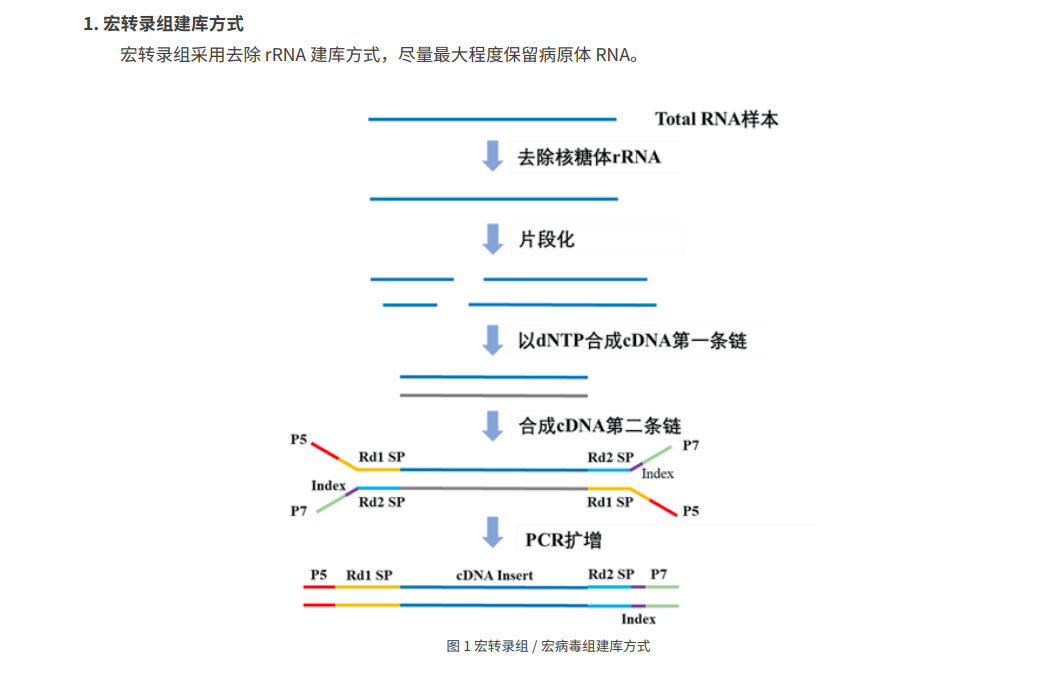 1. 宏转录组建库方式
宏转录组采用去除 rRNA 建库方式，尽量最大程度保留病原体 RNA。
Total RNA样本
去除核糖体rRNA
片段化
以dNTP合成cDNA第一条链
合成cDNA第二条链
P5
P7
Rd1 SP
Rd2 SP
Index
Index
Rd2 SP
Rd1 SP
P7
P5
PCR扩增
P5 Rd1 SP cDNA Insert Rd2 SP P7
Index
图 1 宏转录组 / 宏病毒组建库方式